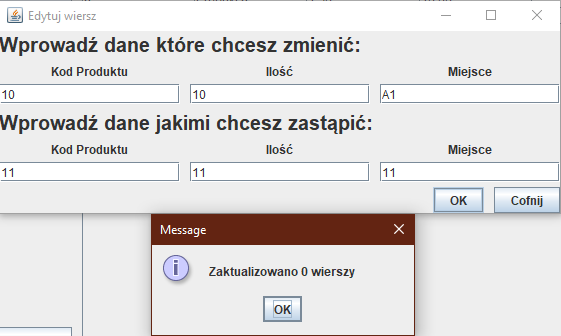 Edytuj wiersz
Wprowadź dane które chcesz zmienić:
Kod Produktu Ilość Miejsce
10 10 A1
Wprowadź dane jakimi chcesz zastąpić:
Kod Produktu Ilość Miejsce
11 11 11
OK Cofnij
Message
Zaktualizowano 0 wierszy
OK